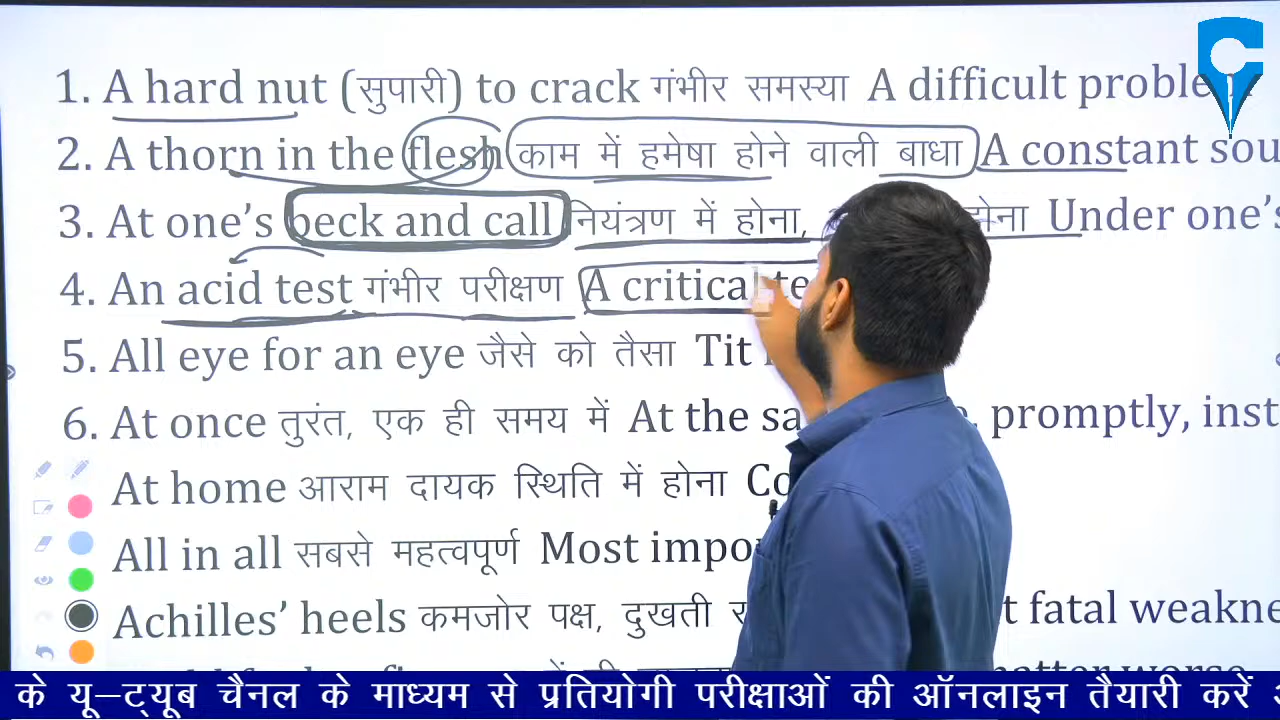 1. A hard nut (सुपारी) to crack गंभीर समस्या A difficult problem
2. A thorn in the flesh काम में हमेषा होने वाली बाधा A constant sou
3. At one's beck and call नियंत्रण में होना, होना Under one's
4. An acid test गंभीर परीक्षण A critical te
5. All eye for an eye जैसे को तैसा Tit
6. At once तुरंत, एक ही समय में At the sa , promptly, inst
At home आराम दायक स्थिति में होना Co
All in all सबसे महत्वपूर्ण Most impo
Achilles' heels कमजोर पक्ष, दुखती र t fatal weakne
matter worse
के यू–ट्यूब चैनल के माध्यम से प्रतियोगी परीक्षाओं की ऑनलाइन तैयारी करें